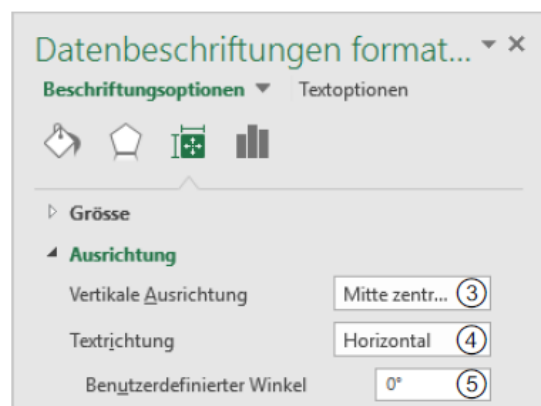 Datenbeschriftungen format...
Beschriftungsoptionen Textoptionen
Grösse
Ausrichtung
Vertikale Ausrichtung Mitte zentr... ③
Textrichtung Horizontal ④
Benutzerdefinierter Winkel 0° ⑤